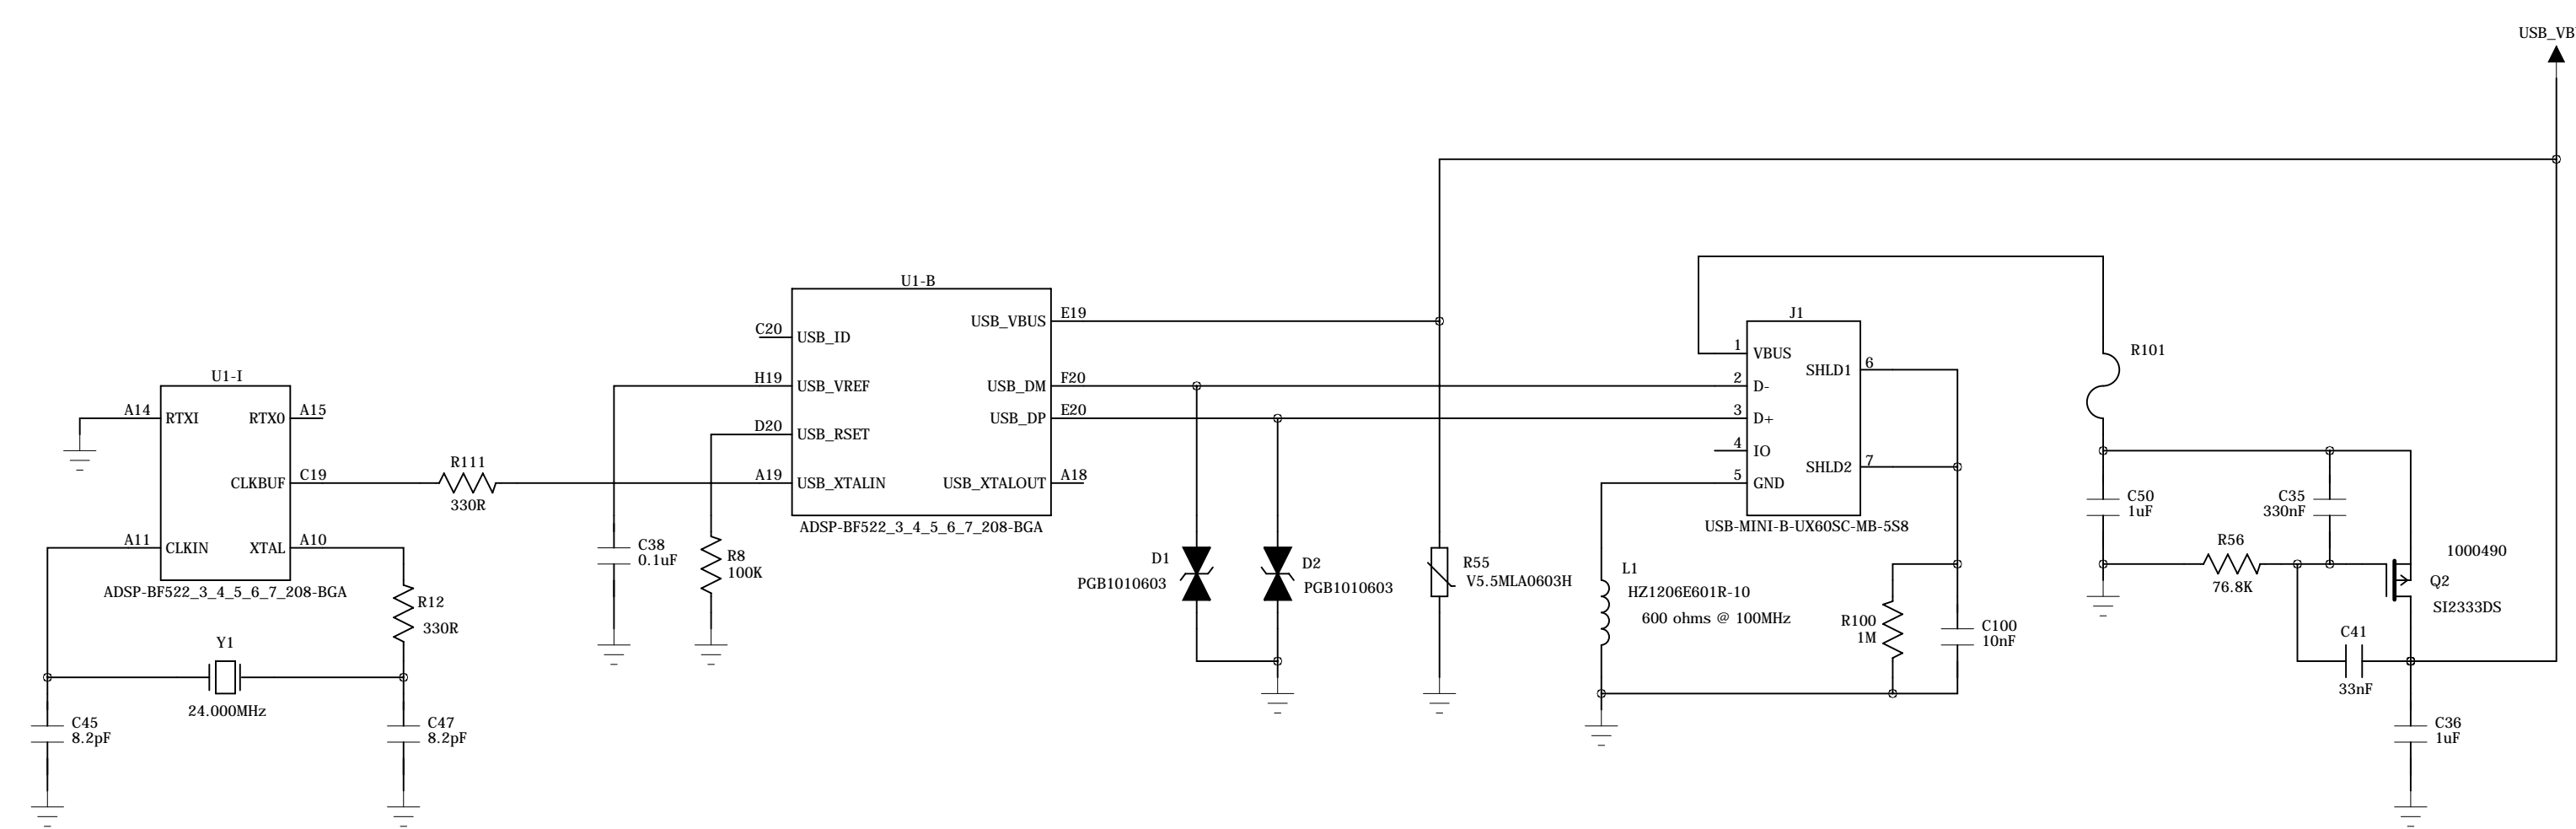 USB_VB
U1-I
A14
RTXI
RTX0
A15
CLKBUF
C19
A11
CLKIN
XTAL
A10
ADSP-BF522_3_4_5_6_7_208-BGA
R12
330R
Y1
24.000MHz
C45
8.2pF
C47
8.2pF
R111
330R
U1-B
C20
USB_ID
H19
USB_VREF
D20
USB_RSET
A19
USB_XTALIN
USB_VBUS
E19
USB_DM
F20
USB_DP
E20
USB_XTALOUT
A18
ADSP-BF522_3_4_5_6_7_208-BGA
C38
0.1uF
R8
100K
D1
PGB1010603
D2
PGB1010603
R55
V5.5MLA0603H
J1
1
VBUS
2
D-
3
D+
4
IO
5
GND
SHLD1
6
SHLD2
7
USB-MINI-B-UX60SC-MB-5S8
L1
HZ1206E601R-10
600 ohms @ 100MHz
R100
1M
C100
10nF
R101
C50
1uF
C35
330nF
R56
76.8K
1000490
Q2
SI2333DS
C41
33nF
C36
1uF